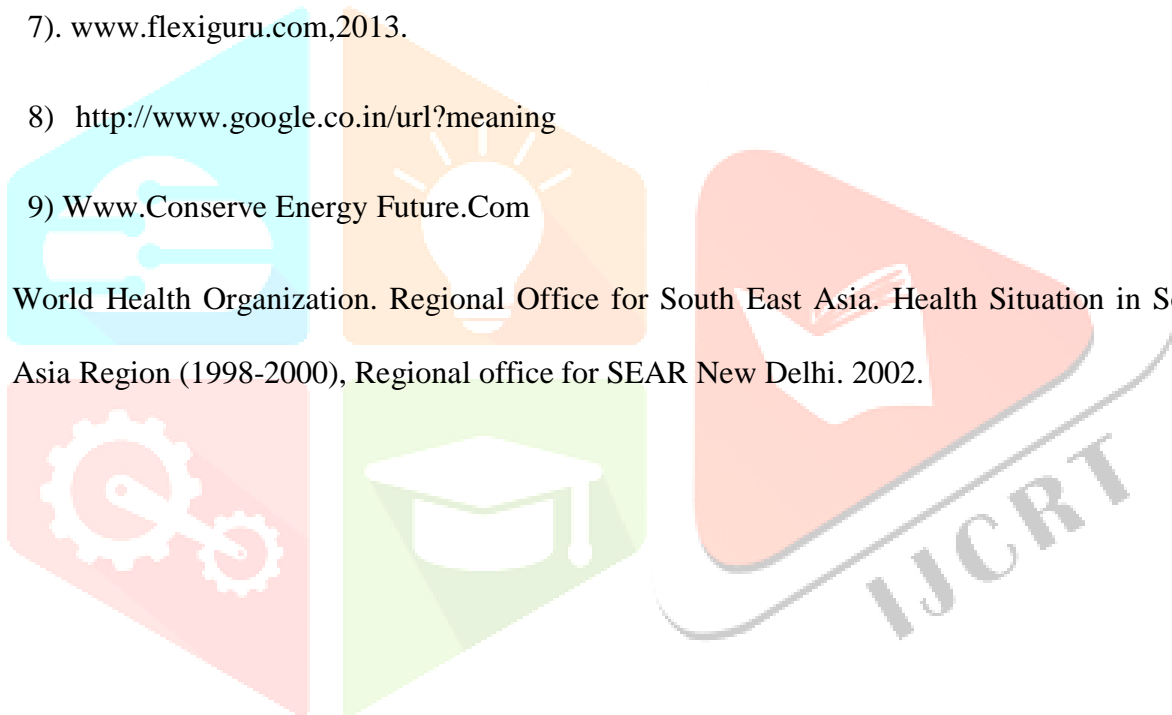 7). www.flexiguru.com,2013.
8) http://www.google.co.in/url?meaning
9) Www.Conserve Energy Future.Com
World Health Organization. Regional Office for South East Asia. Health Situation in
Asia Region (1998-2000), Regional office for SEAR New Delhi. 2002.
IJCRT